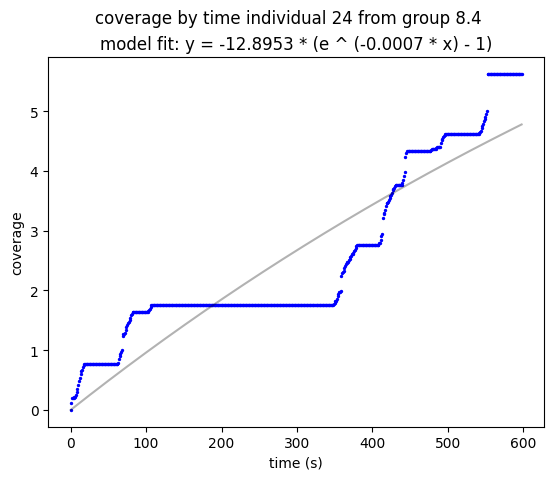 coverage by time individual 24 from group 8.4
model fit: y = -12.8953 * (e ^ (-0.0007 * x) - 1)
5
4
3
2
1
0
coverage
0 100 200 300 400 500 600
time (s)